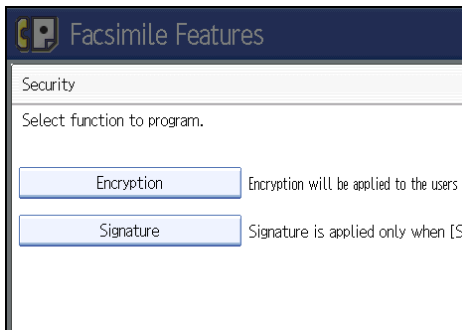 Facsimile Features
Security
Select function to program.
Encryption Encryption will be applied to the users
Signature Signature is applied only when [S